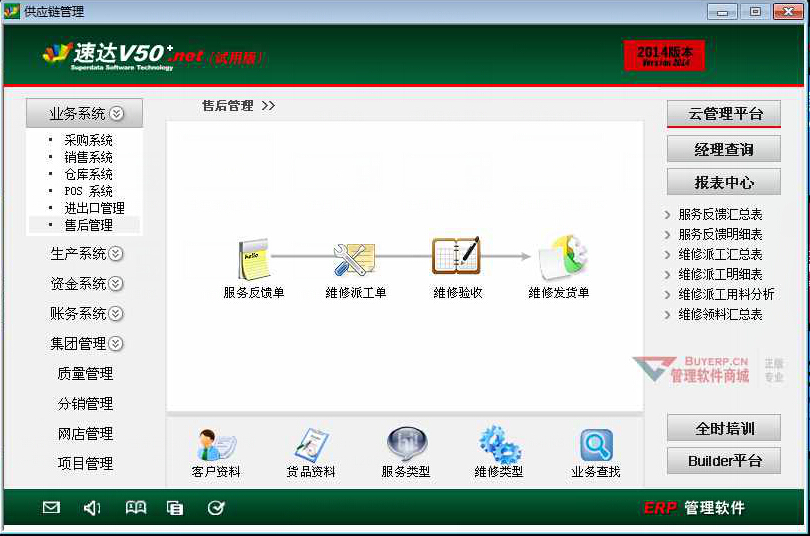 供应链管理
速达V50+.net (试用版)
Superdata Software Technology
2014版本
Version 2014
业务系统
采购系统
销售系统
仓库系统
POS 系统
进出口管理
售后管理
生产系统
资金系统
账务系统
集团管理
质量管理
分销管理
网店管理
项目管理
售后管理 >>
hello
服务反馈单
维修派工单
维修验收
维修发货单
客户资料
货品资料
服务类型
维修类型
业务查找
云管理平台
经理查询
报表中心
服务反馈汇总表
服务反馈明细表
维修派工汇总表
维修派工明细表
维修派工用料分析
维修领料汇总表
BUYERP.CN
管理软件商城
正版
专业
全时培训
Builder平台
ERP 管理软件